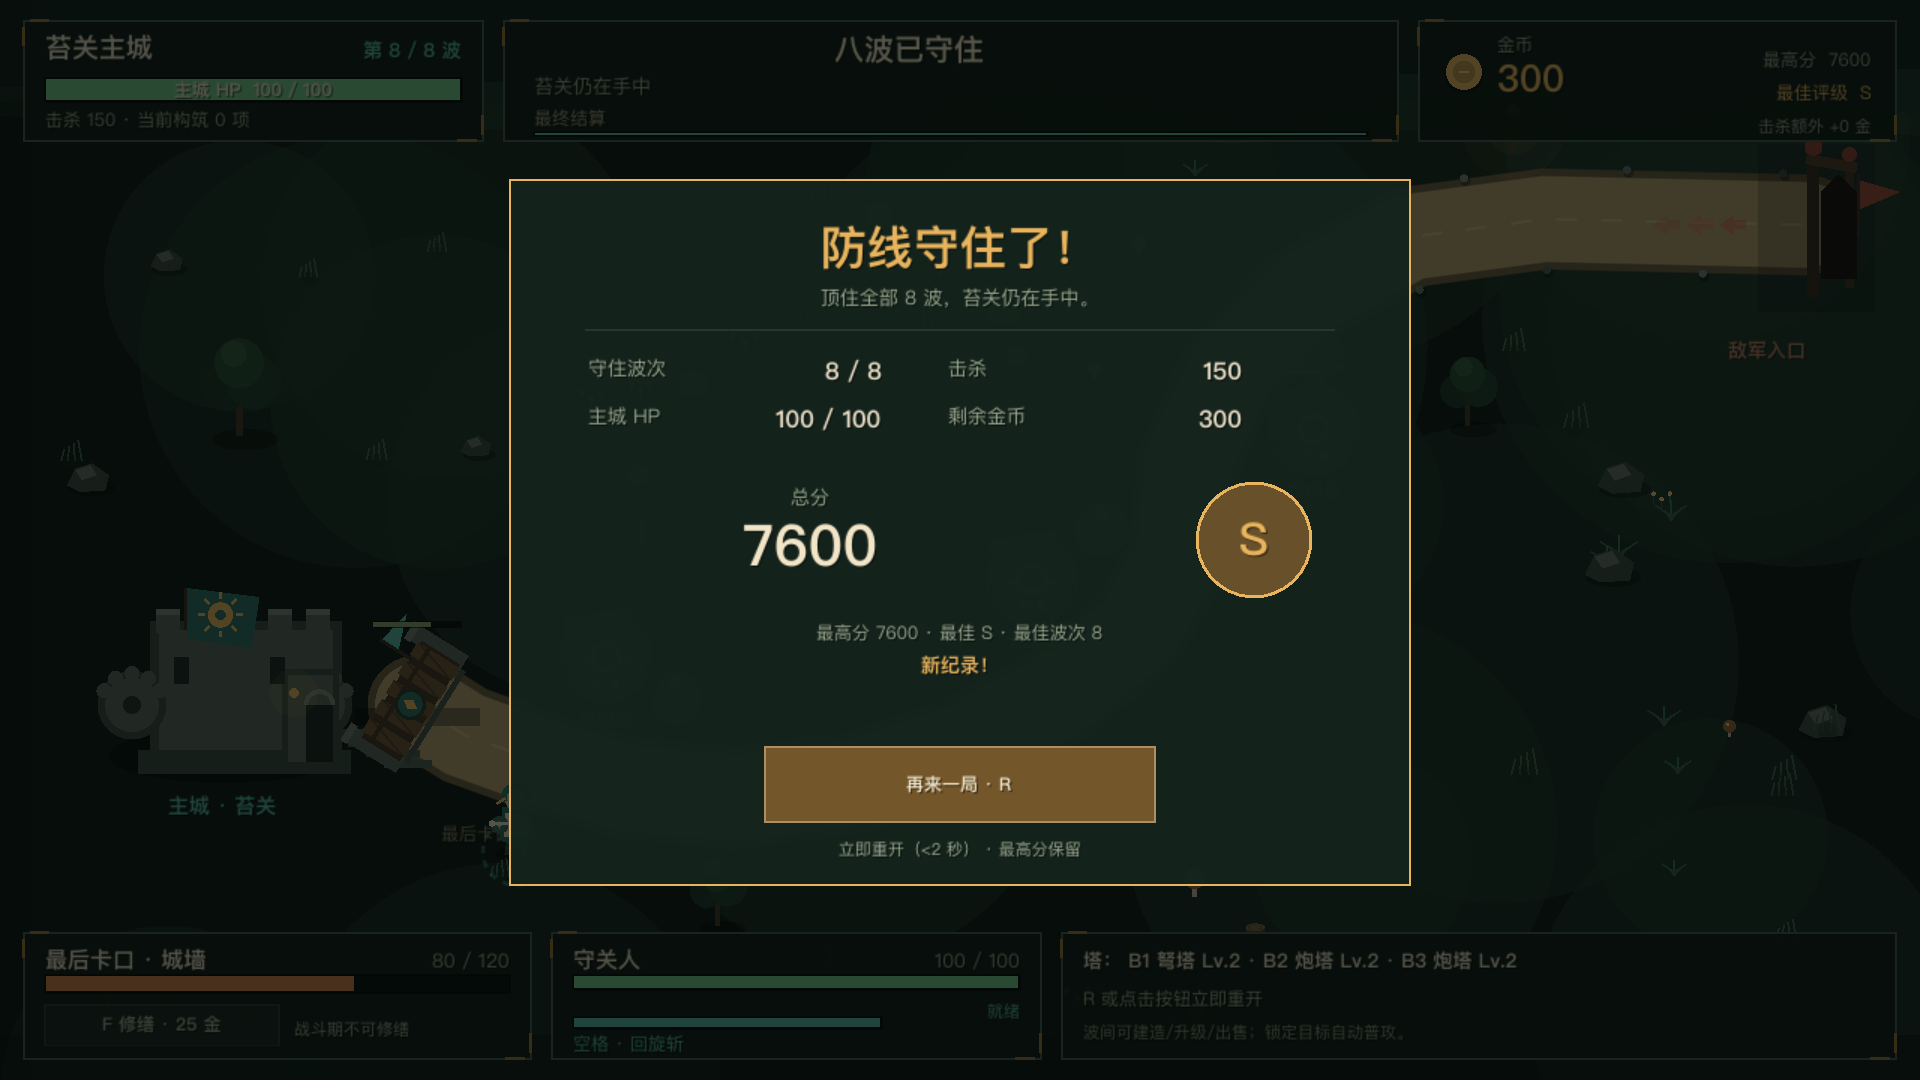 苔关主城
第 8 / 8 波
主城 HP 100 / 100
击杀 150 · 当前构筑 0 项
八波已守住
苔关仍在手中
最终结算
金币
300
最高分 7600
最佳评级 S
击杀额外 +0 金
防线守住了!
顶住全部 8 波，苔关仍在手中。
守住波次 8 / 8 击杀 150
主城 HP 100 / 100 剩余金币 300
总分
7600
S
最高分 7600 · 最佳 S · 最佳波次 8
新纪录!
再来一局 · R
立即重开（<2 秒） · 最高分保留
敌军入口
主城 · 苔关
最后卡
最后卡口 · 城墙
80 / 120
F 修缮 · 25 金
战斗期不可修缮
守关人
100 / 100
就绪
空格 · 回旋斩
塔： B1 弩塔 Lv.2 · B2 炮塔 Lv.2 · B3 炮塔 Lv.2
R 或点击按钮立即重开
波间可建造/升级/出售；锁定目标自动普攻。